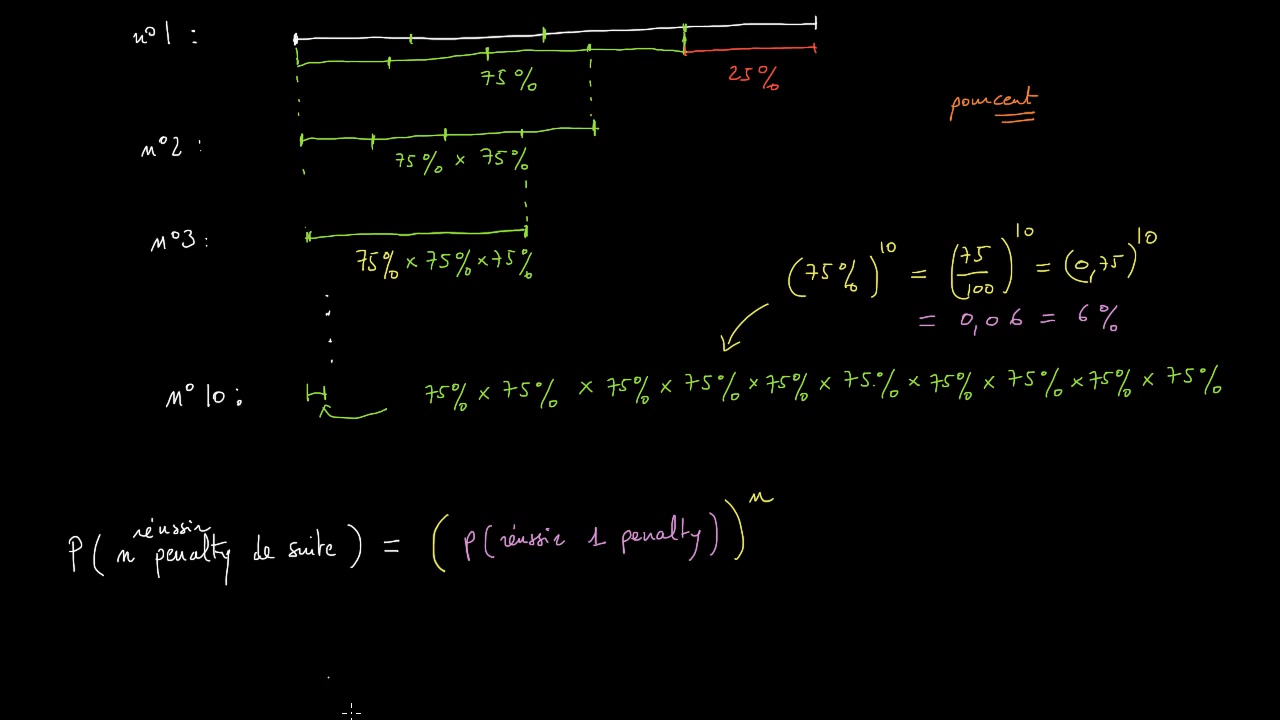 n° 1 :
75% 25%
pourcent
n° 2 :
75% × 75%
n° 3 :
75% × 75% × 75%
(75%)^10 = (75/100)^10 = (0,75)^10
= 0,06 = 6%
n° 10 : 75% × 75% × 75% × 75% × 75% × 75% × 75% × 75% × 75% × 75%
P(réussir n penalty de suite) = (P(réussir 1 penalty))^n